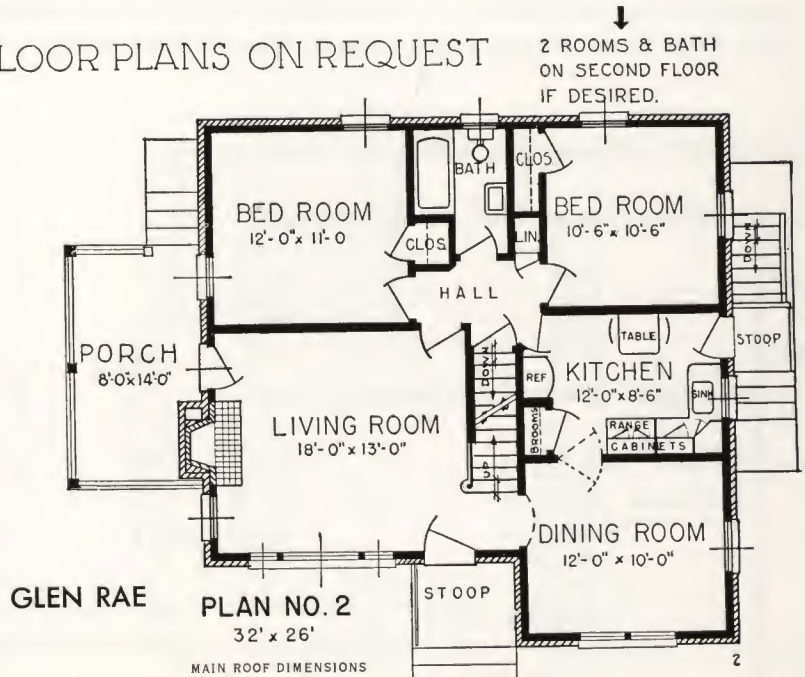 LOOR PLANS ON REQUEST
2 ROOMS & BATH
ON SECOND FLOOR
IF DESIRED.
BED ROOM
12'-0" x 11'-0
CLOS.
BATH
CLOS
LIN.
BED ROOM
10'-6" x 10'-6"
DOWN
HALL
PORCH
8'-0 x 14'-0"
LIVING ROOM
18'-0" x 13'-0"
DOWN
UP
REF
BROOMS
TABLE
KITCHEN
12'-0" x 8'-6"
SINK
RANGE
CABINETS
STOOP
DINING ROOM
12'-0" x 10'-0"
STOOP
GLEN RAE
PLAN NO. 2
32' x 26'
MAIN ROOF DIMENSIONS
2